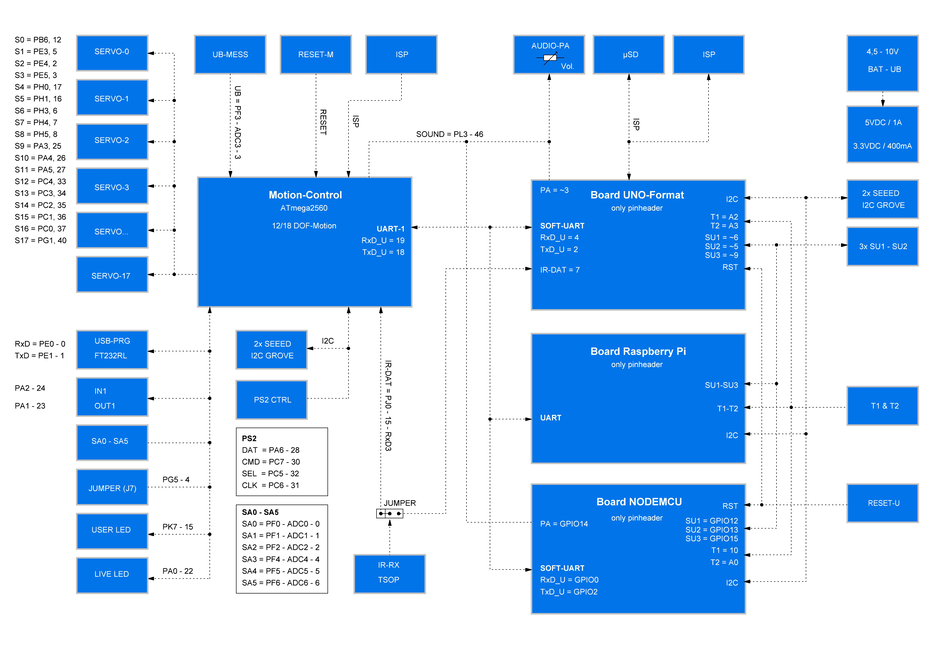 S0 = PB6, 12
S1 = PE3, 5
S2 = PE4, 2
S3 = PE5, 3
S4 = PH0, 17
S5 = PH1, 16
S6 = PH3, 6
S7 = PH4, 7
S8 = PH5, 8
S9 = PA3, 25
S10 = PA4, 26
S11 = PA5, 27
S12 = PC4, 33
S13 = PC3, 34
S14 = PC2, 35
S15 = PC1, 36
S16 = PC0, 37
S17 = PG1, 40
SERVO-0
SERVO-1
SERVO-2
SERVO-3
SERVO...
SERVO-17
UB-MESS
RESET-M
ISP
UB = PF3 - ADC3 - 3
RESET
ISP
AUDIO-PA
Vol.
µSD
ISP
ISP
SOUND = PL3 - 46
4,5 - 10V
BAT - UB
5VDC / 1A
3.3VDC / 400mA
Motion-Control
ATmega2560
12/18 DOF-Motion
UART-1
RxD_U = 19
TxD_U = 18
Board UNO-Format
only pinheader
PA = ~3
SOFT-UART
RxD_U = 4
TxD_U = 2
IR-DAT = 7
I2C
T1 = A2
T2 = A3
SU1 = ~6
SU2 = ~5
SU3 = ~9
RST
2x SEEED
I2C GROVE
3x SU1 - SU2
RxD = PE0 - 0
TxD = PE1 - 1
USB-PRG
FT232RL
PA2 - 24
PA1 - 23
IN1
OUT1
SA0 - SA5
JUMPER (J7)
PG5 - 4
USER LED
PK7 - 15
LIVE LED
PA0 - 22
2x SEEED
I2C GROVE
I2C
PS2 CTRL
PS2
DAT = PA6 - 28
CMD = PC7 - 30
SEL = PC5 - 32
CLK = PC6 - 31
SA0 - SA5
SA0 = PF0 - ADC0 - 0
SA1 = PF1 - ADC1 - 1
SA2 = PF2 - ADC2 - 2
SA3 = PF4 - ADC4 - 4
SA4 = PF5 - ADC5 - 5
SA5 = PF6 - ADC6 - 6
IR-DAT = PJ0 - 15 - RxD3
JUMPER
IR-RX
TSOP
Board Raspberry Pi
only pinheader
UART
SU1-SU3
T1-T2
I2C
T1 & T2
Board NODEMCU
only pinheader
PA = GPIO14
SOFT-UART
RxD_U = GPIO0
TxD_U = GPIO2
RST
SU1 = GPIO12
SU2 = GPIO13
SU3 = GPIO15
T1 = 10
T2 = A0
I2C
RESET-U